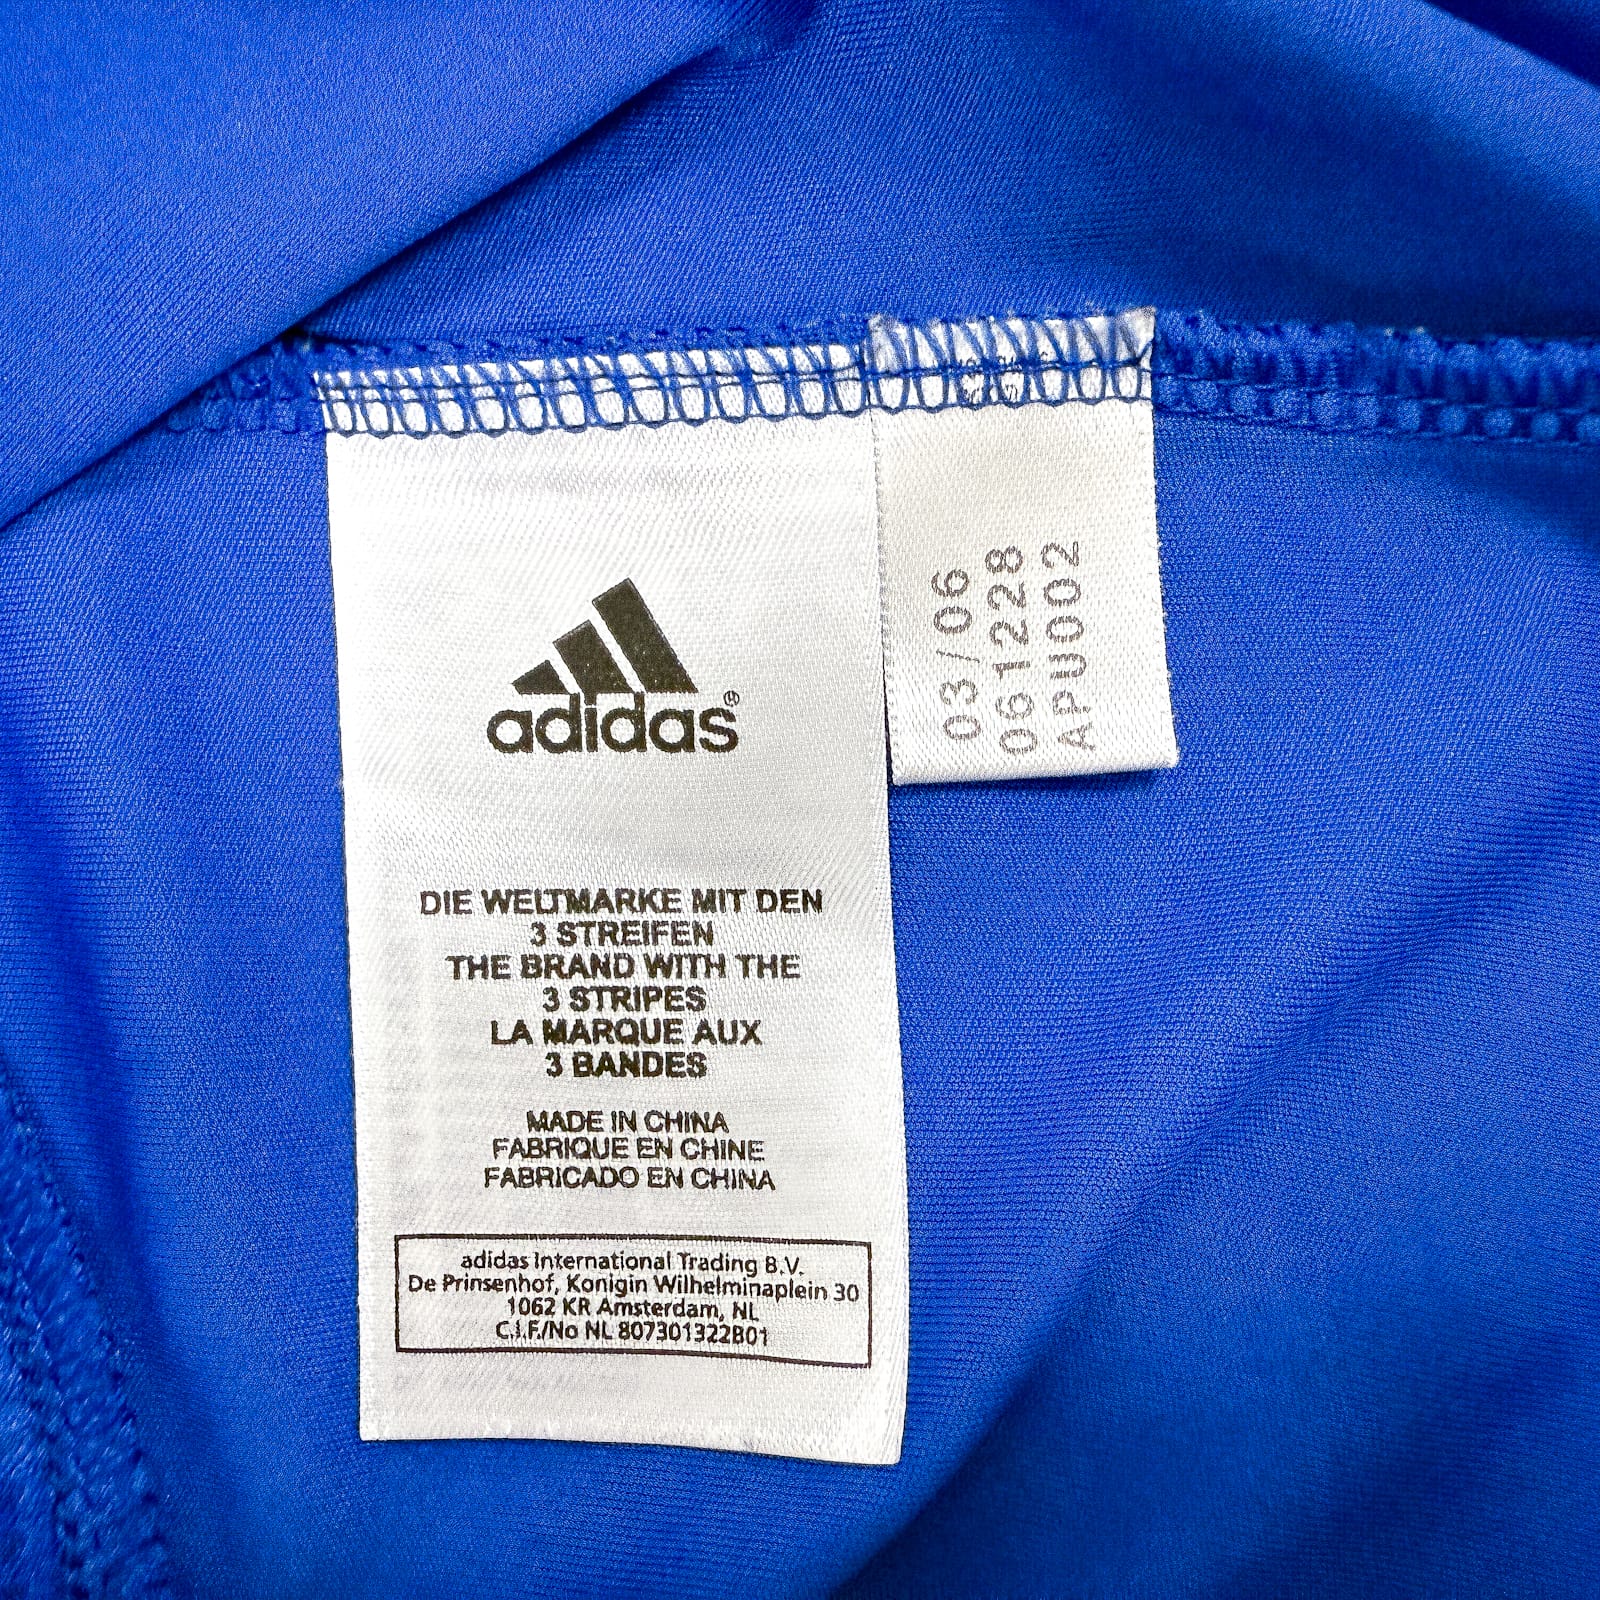 adidas®
DIE WELTMARKE MIT DEN
3 STREIFEN
THE BRAND WITH THE
3 STRIPES
LA MARQUE AUX
3 BANDES
MADE IN CHINA
FABRIQUE EN CHINE
FABRICADO EN CHINA
adidas International Trading B.V.
De Prinsenhof, Konigin Wilhelminaplein 30
1062 KR Amsterdam, NL
C.I.F./No NL 807301322B01
03/06
061228
APU002